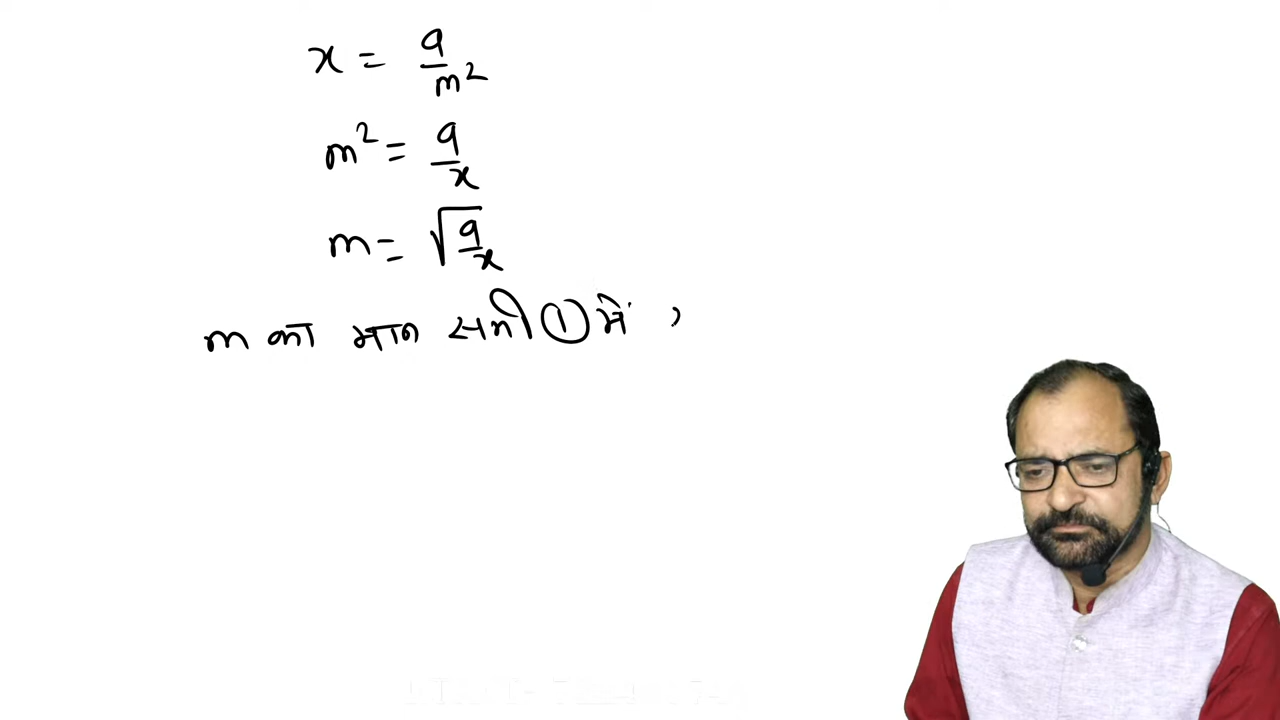 x = a/m²
m² = a/x
m = √(a/x)
m का मान समी ① में ,